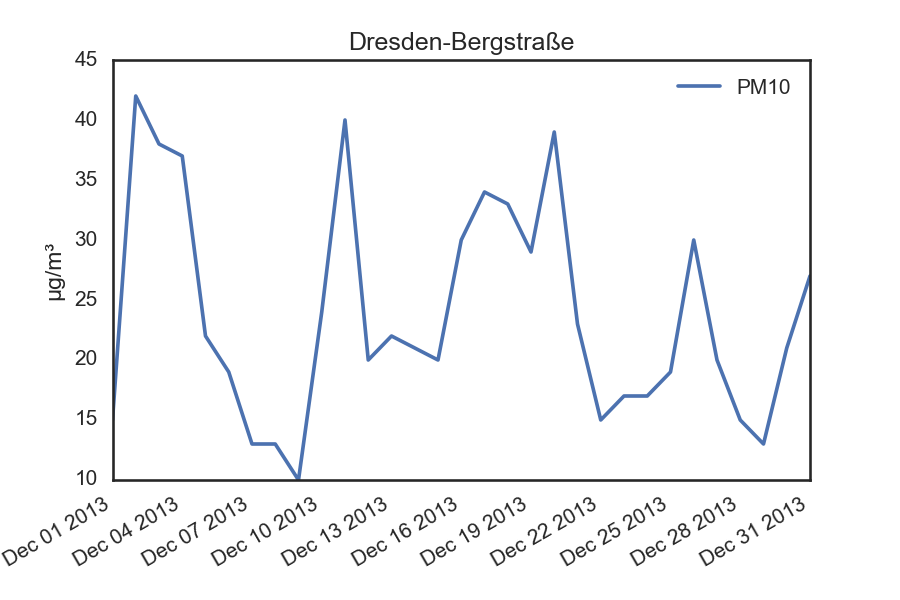 Dresden-Bergstraße
45
40
35
30
25
20
15
10
µg/m³
PM10
Dec 01 2013
Dec 04 2013
Dec 07 2013
Dec 10 2013
Dec 13 2013
Dec 16 2013
Dec 19 2013
Dec 22 2013
Dec 25 2013
Dec 28 2013
Dec 31 2013